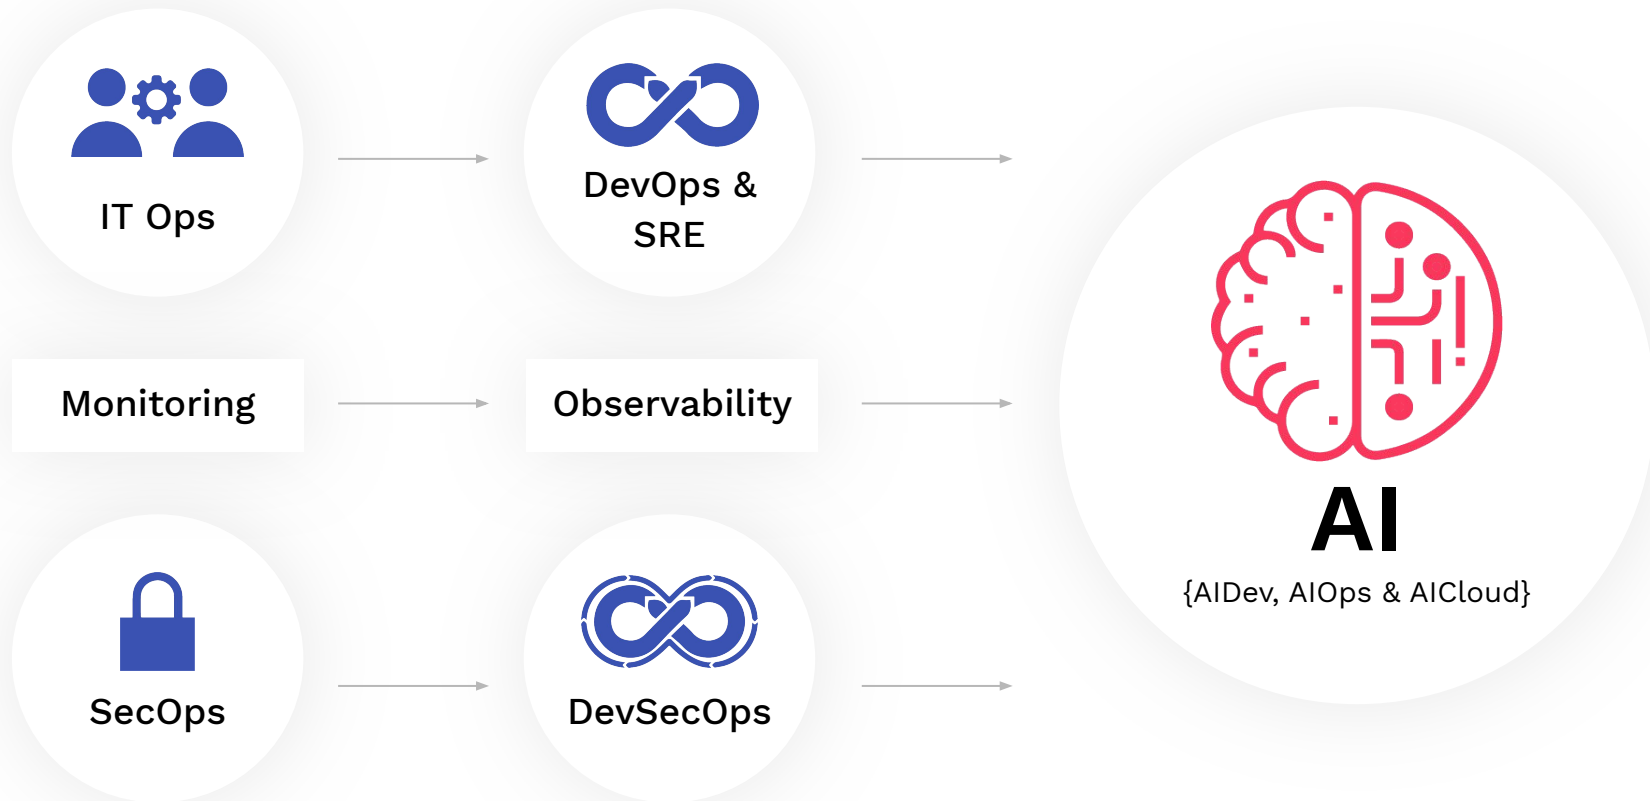 IT Ops
DevOps &
SRE
Monitoring
Observability
SecOps
DevSecOps
AI
{AIDev, AIOps & AICloud}